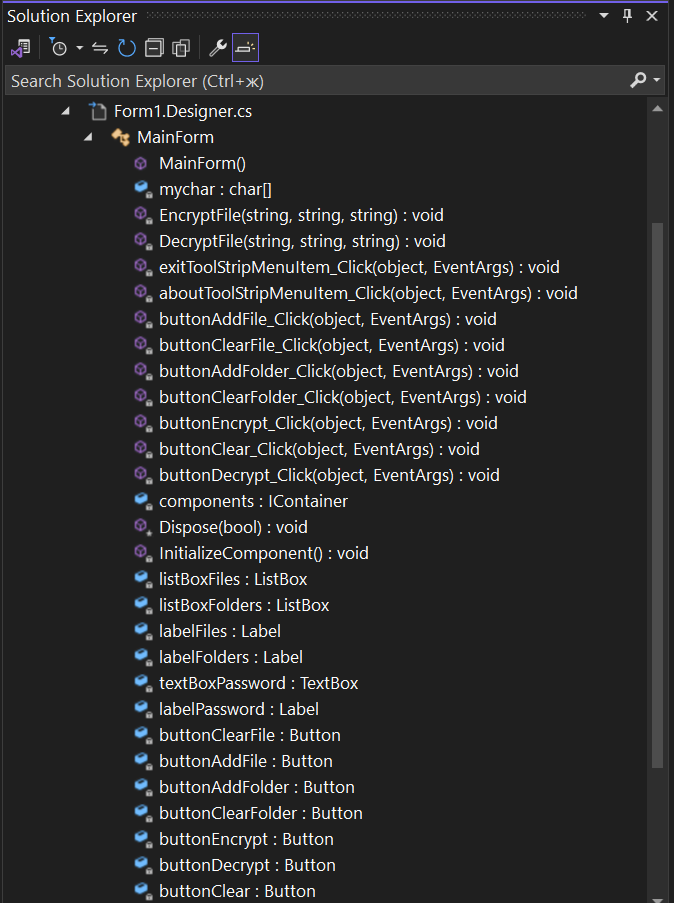 Solution Explorer
Search Solution Explorer (Ctrl+ж)
Form1.Designer.cs
MainForm
MainForm()
mychar : char[]
EncryptFile(string, string, string) : void
DecryptFile(string, string, string) : void
exitToolStripMenuItem_Click(object, EventArgs) : void
aboutToolStripMenuItem_Click(object, EventArgs) : void
buttonAddFile_Click(object, EventArgs) : void
buttonClearFile_Click(object, EventArgs) : void
buttonAddFolder_Click(object, EventArgs) : void
buttonClearFolder_Click(object, EventArgs) : void
buttonEncrypt_Click(object, EventArgs) : void
buttonClear_Click(object, EventArgs) : void
buttonDecrypt_Click(object, EventArgs) : void
components : IContainer
Dispose(bool) : void
InitializeComponent() : void
listBoxFiles : ListBox
listBoxFolders : ListBox
labelFiles : Label
labelFolders : Label
textBoxPassword : TextBox
labelPassword : Label
buttonClearFile : Button
buttonAddFile : Button
buttonAddFolder : Button
buttonClearFolder : Button
buttonEncrypt : Button
buttonDecrypt : Button
buttonClear : Button